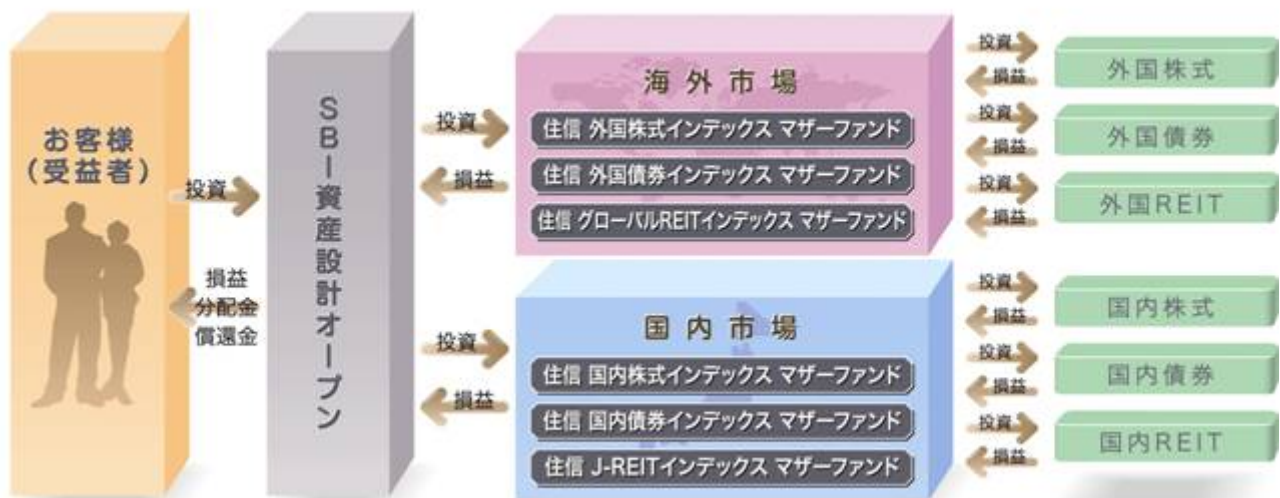 お客様
（受益者）
投資
損益
分配金
償還金
SBI資産設計オープン
投資
損益
投資
損益
海外市場
住信 外国株式インデックス マザーファンド
住信 外国債券インデックス マザーファンド
住信 グローバルREITインデックス マザーファンド
国内市場
住信 国内株式インデックス マザーファンド
住信 国内債券インデックス マザーファンド
住信 J-REITインデックス マザーファンド
投資
損益
外国株式
投資
損益
外国債券
投資
損益
外国REIT
投資
損益
国内株式
投資
損益
国内債券
投資
損益
国内REIT